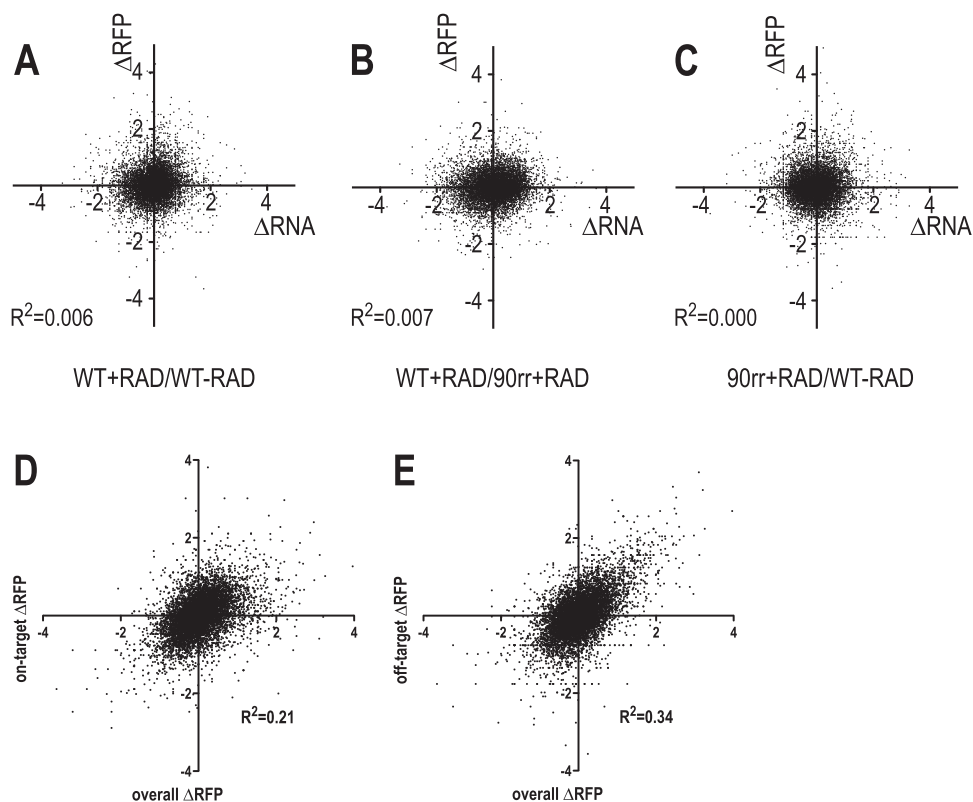 A
ΔRFP
4
2
-4
-2
2
4
-2
ΔRNA
-4
R²=0.006
WT+RAD/WT-RAD
B
ΔRFP
4
2
-4
-2
2
4
-2
ΔRNA
-4
R²=0.007
WT+RAD/90rr+RAD
C
ΔRFP
4
2
-4
-2
2
4
-2
ΔRNA
-4
R²=0.000
90rr+RAD/WT-RAD
D
4
2
on-target ΔRFP
-4
-2
2
4
-2
R²=0.21
-4
overall ΔRFP
E
4
2
off-target ΔRFP
-4
-2
2
4
-2
R²=0.34
-4
overall ΔRFP